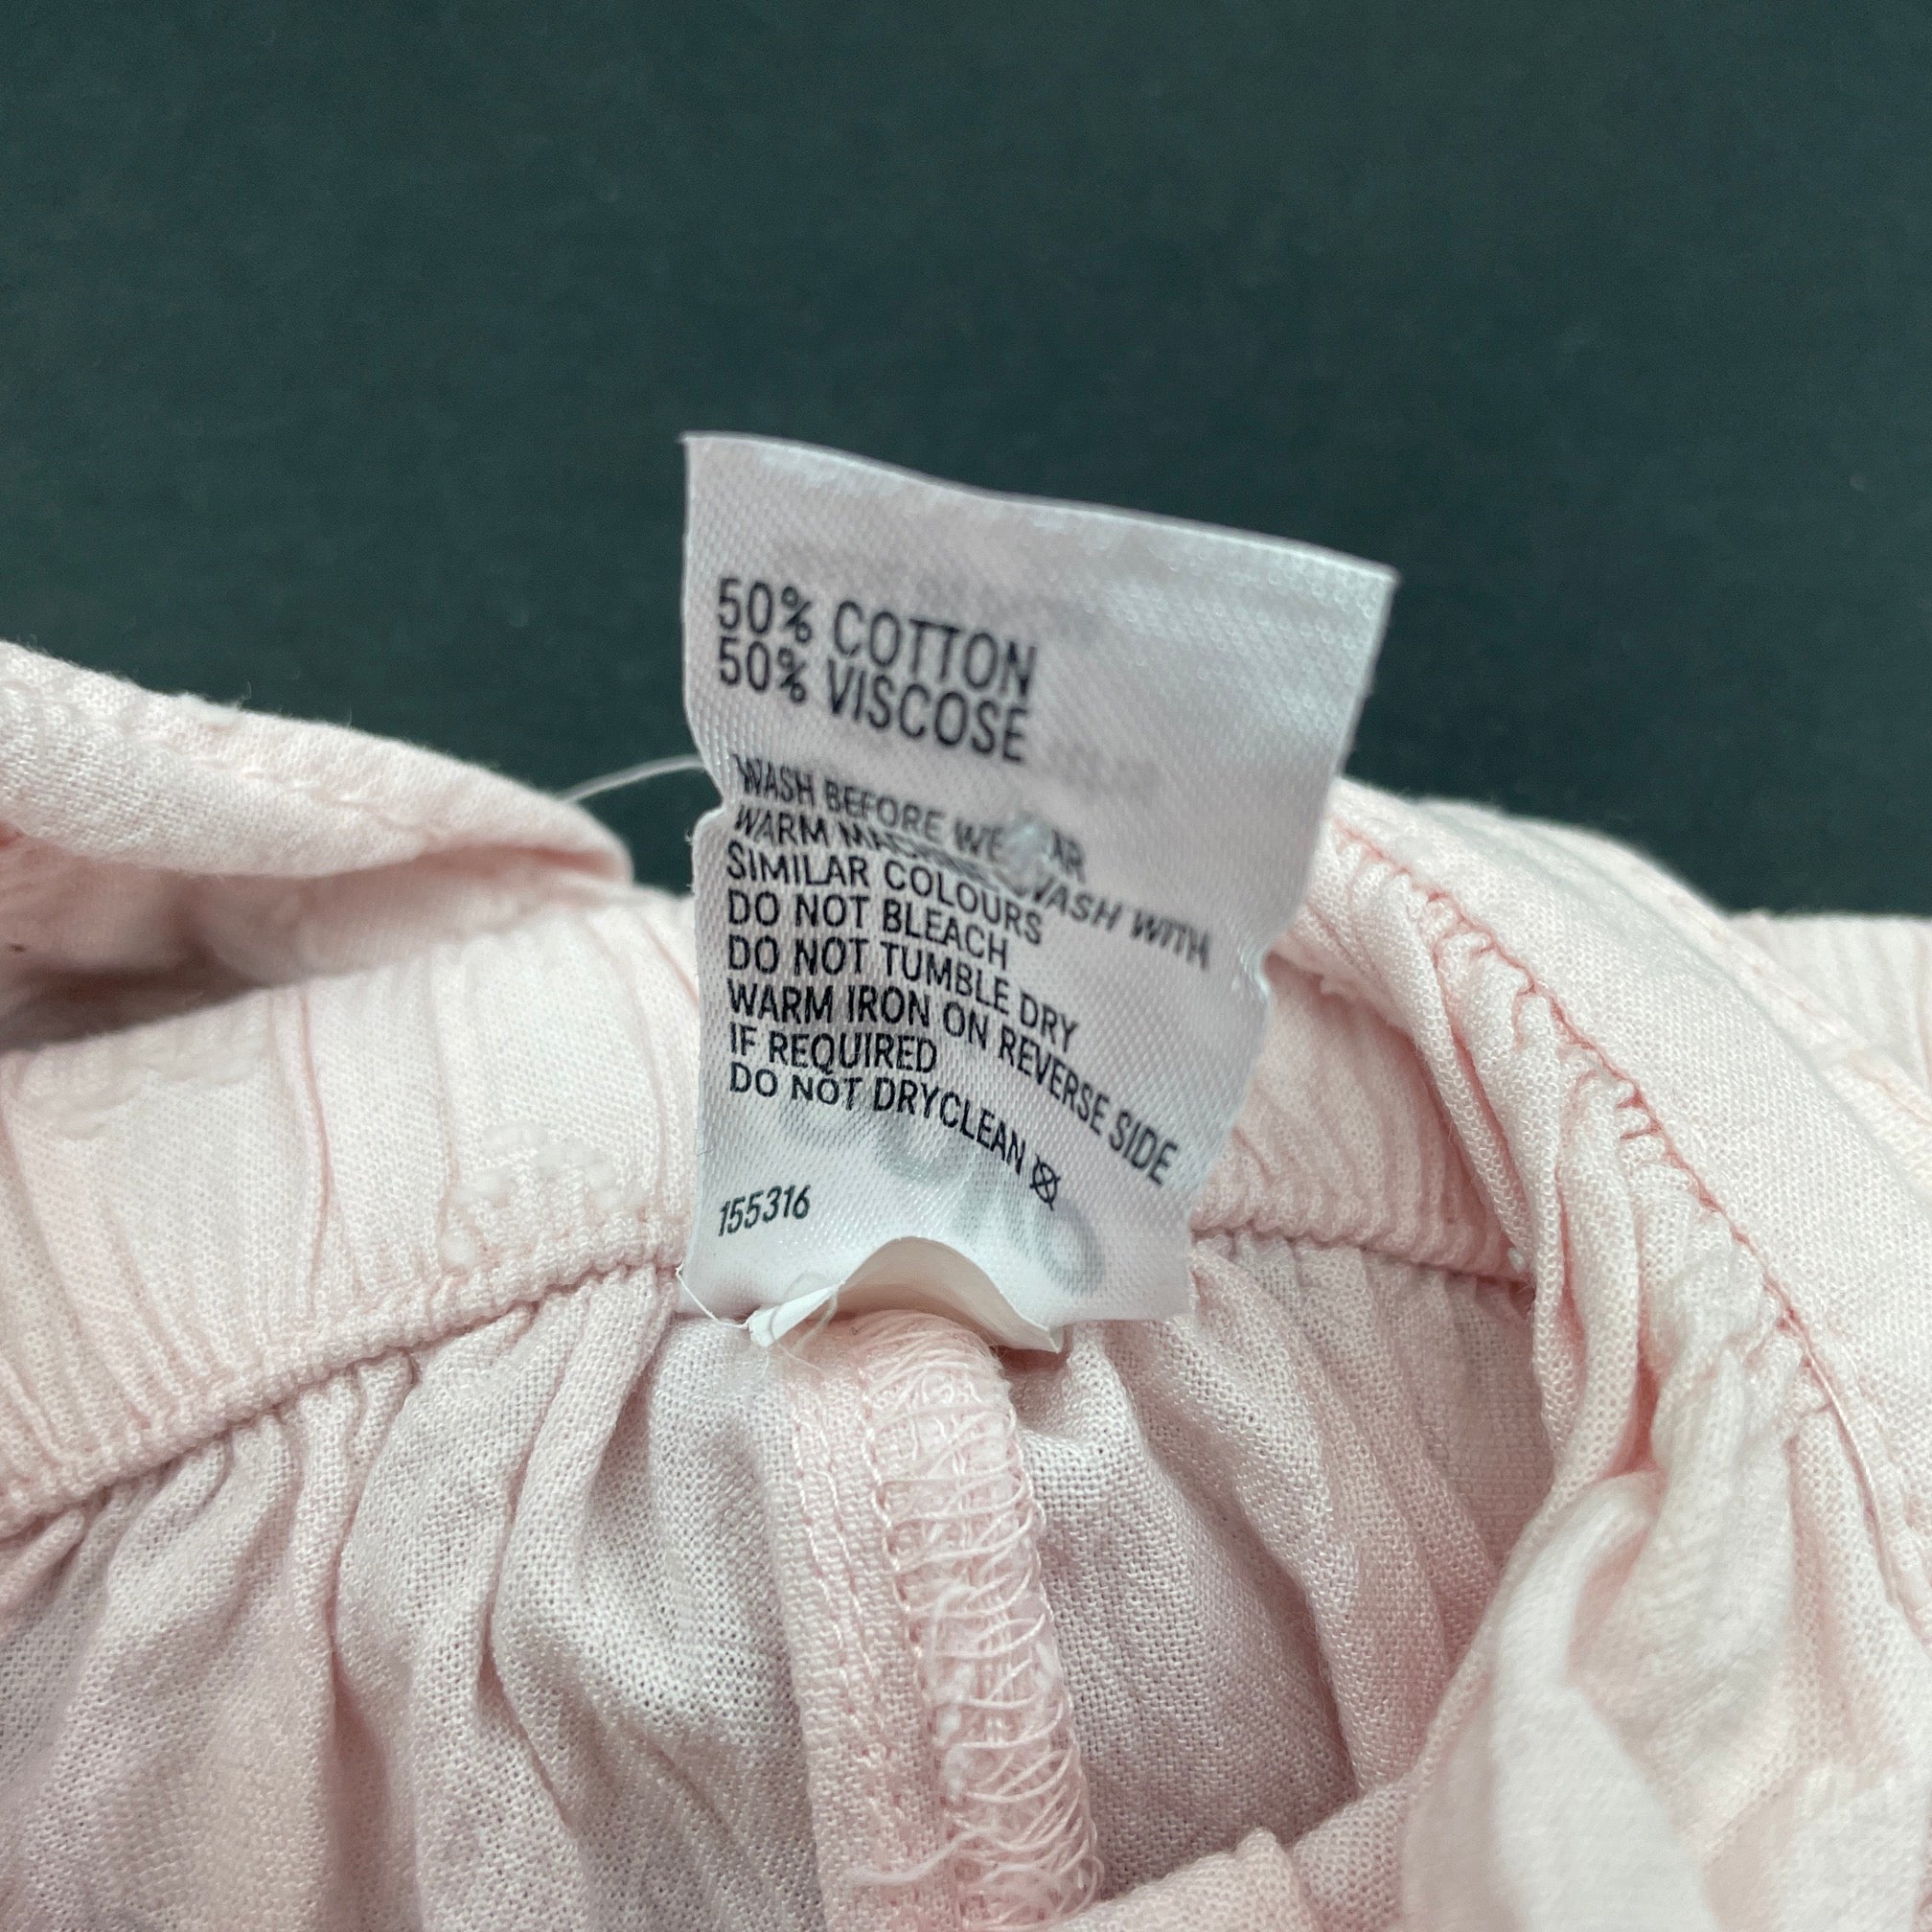 50% COTTON
50% VISCOSE
WASH BEFORE WEAR
WARM MACHINE WASH WITH
SIMILAR COLOURS
DO NOT BLEACH
DO NOT TUMBLE DRY
WARM IRON ON REVERSE SIDE
IF REQUIRED
DO NOT DRYCLEAN
155316